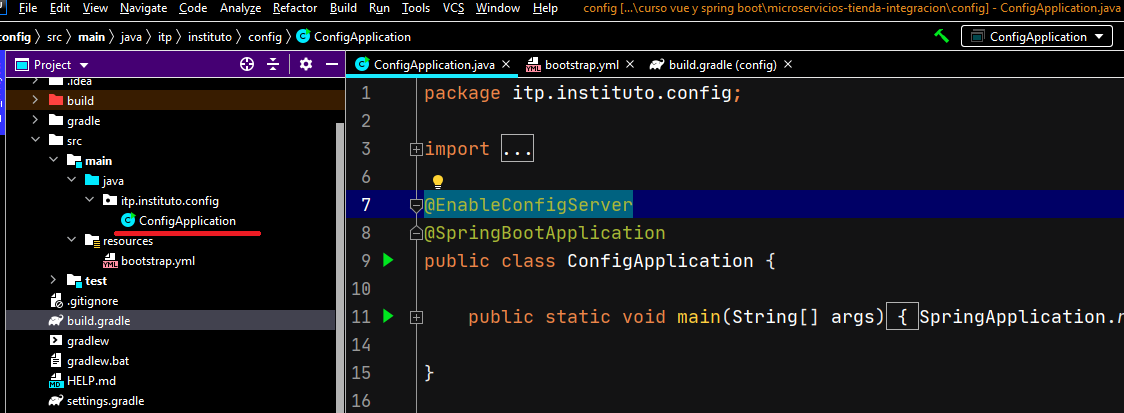 File Edit View Navigate Code Analyze Refactor Build Run Tools VCS Window Help config [...\curso vue y spring boot\microservicios-tienda-integracion\config] - ConfigApplication.java
config src main java itp instituto config ConfigApplication ConfigApplication
Project ConfigApplication.java bootstrap.yml build.gradle (config)
.idea
build
gradle
src
main
java
itp.instituto.config
ConfigApplication
resources
bootstrap.yml
test
.gitignore
build.gradle
gradlew
gradlew.bat
HELP.md
settings.gradle
1 package itp.instituto.config;
2
3 import ...
6
7 @EnableConfigServer
8 @SpringBootApplication
9 public class ConfigApplication {
10
11 public static void main(String[] args) { SpringApplication.r
14
15 }
16